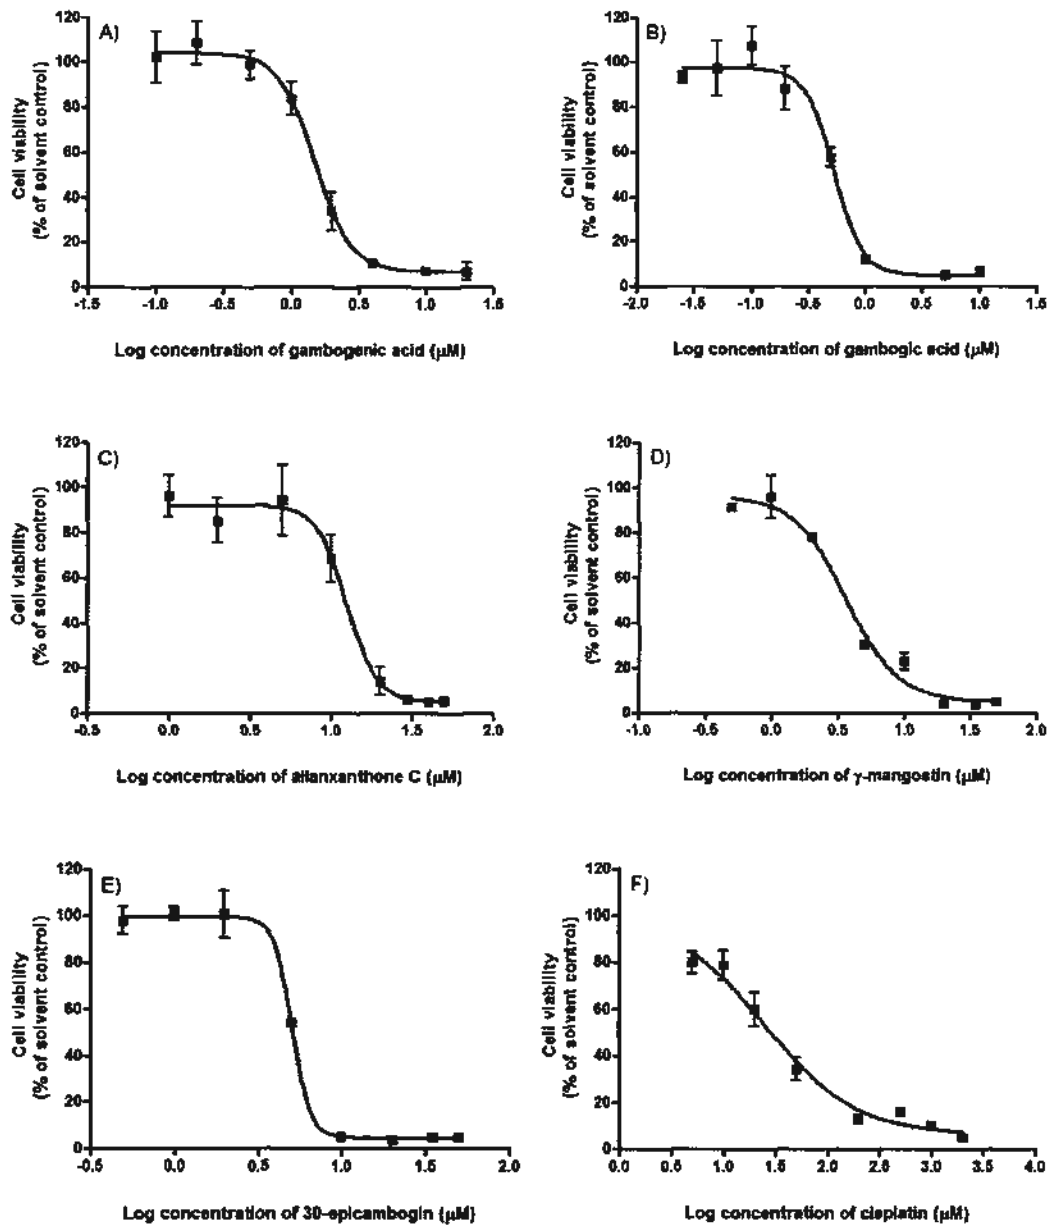 A)
Cell viability
(% of solvent control)
120
100
80
60
40
20
0
-1.5 -1.0 -0.5 0.0 0.5 1.0 1.5
Log concentration of gambogenic acid (µM)
B)
Cell viability
(% of solvent control)
120
100
80
60
40
20
0
-2.0 -1.5 -1.0 -0.5 0.0 0.5 1.0 1.5
Log concentration of gambogic acid (µM)
C)
Cell viability
(% of solvent control)
120
100
80
60
40
20
0
-0.5 0.0 0.5 1.0 1.5 2.0
Log concentration of allanxanthone C (µM)
D)
Cell viability
(% of solvent control)
120
100
80
60
40
20
0
-1.0 -0.5 0.0 0.5 1.0 1.5 2.0
Log concentration of γ-mangostin (µM)
E)
Cell viability
(% of solvent control)
120
100
80
60
40
20
0
-0.5 0.0 0.5 1.0 1.5 2.0
Log concentration of 30-epicambogin (µM)
F)
Cell viability
(% of solvent control)
120
100
80
60
40
20
0
0.0 0.5 1.0 1.5 2.0 2.5 3.0 3.5 4.0
Log concentration of cisplatin (µM)